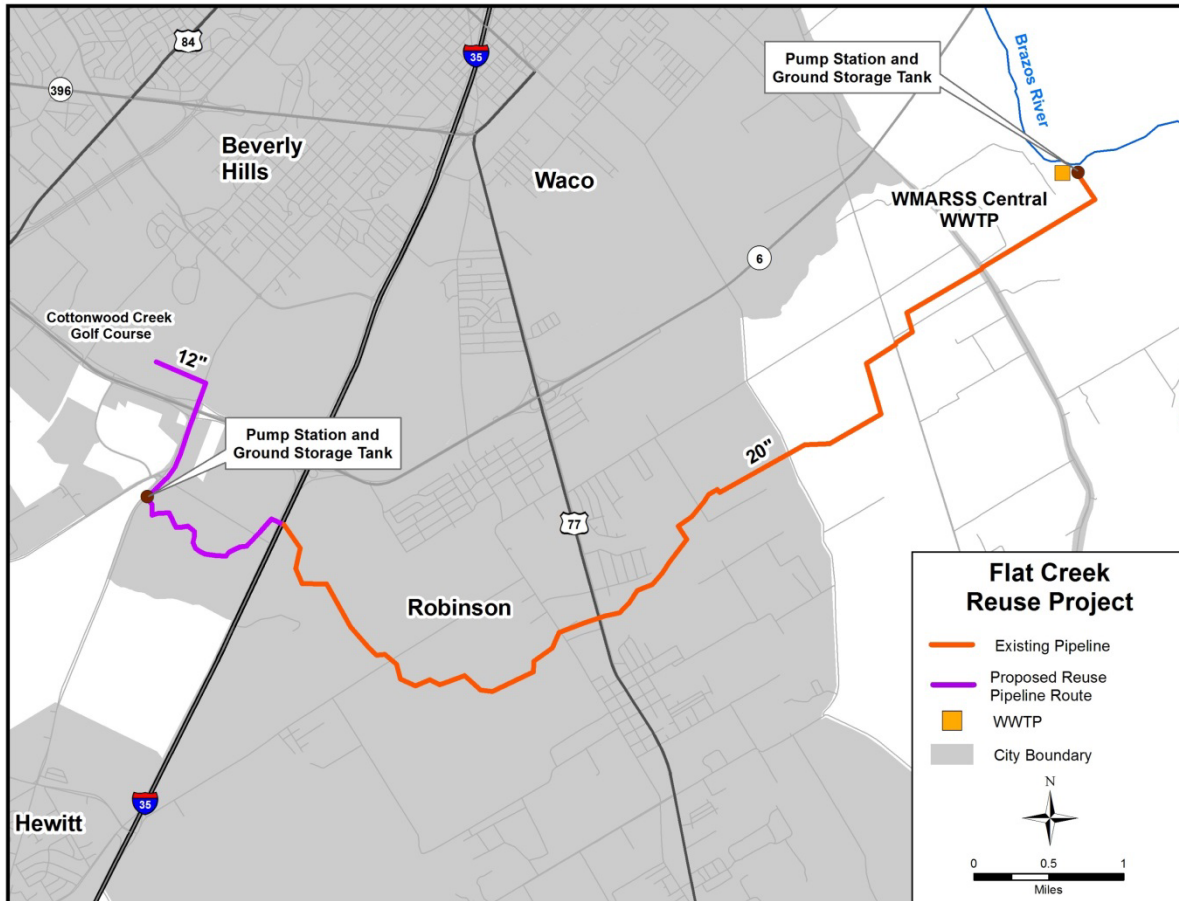 84
35
396
Pump Station and
Ground Storage Tank
Brazos River
Beverly
Hills
Waco
WMARSS Central
WWTP
6
Cottonwood Creek
Golf Course
12"
Pump Station and
Ground Storage Tank
20"
77
Robinson
35
Hewitt
Flat Creek
Reuse Project
Existing Pipeline
Proposed Reuse
Pipeline Route
WWTP
City Boundary
N
0 0.5 1
Miles